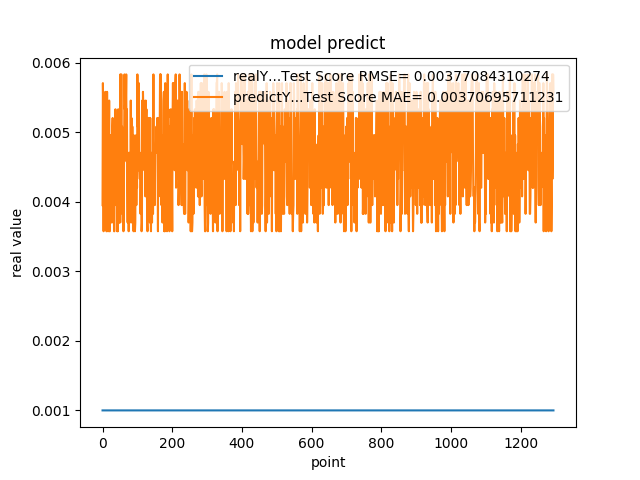 model predict
realY...Test Score RMSE= 0.00377084310274
predictY...Test Score MAE= 0.00370695711231
0.006
0.005
0.004
0.003
0.002
0.001
real value
0 200 400 600 800 1000 1200
point